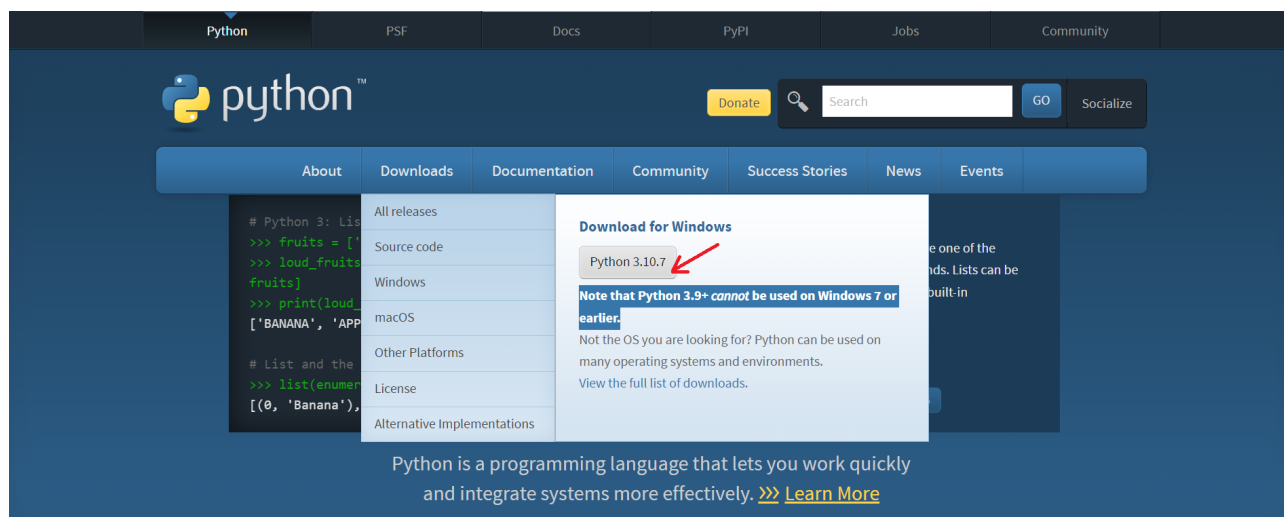 Python PSF Docs PyPI Jobs Community
python™
Donate Search GO Socialize
About Downloads Documentation Community Success Stories News Events
# Python 3: Lis
>>> fruits = ['
>>> loud_fruits
fruits]
>>> print(loud_
['BANANA', 'APP
# List and the
>>> list(enumer
[(0, 'Banana'),
All releases
Source code
Windows
macOS
Other Platforms
License
Alternative Implementations
Download for Windows
Python 3.10.7
Note that Python 3.9+ cannot be used on Windows 7 or
earlier.
Not the OS you are looking for? Python can be used on
many operating systems and environments.
View the full list of downloads.
e one of the
nds. Lists can be
built-in
Python is a programming language that lets you work quickly
and integrate systems more effectively. >>> Learn More